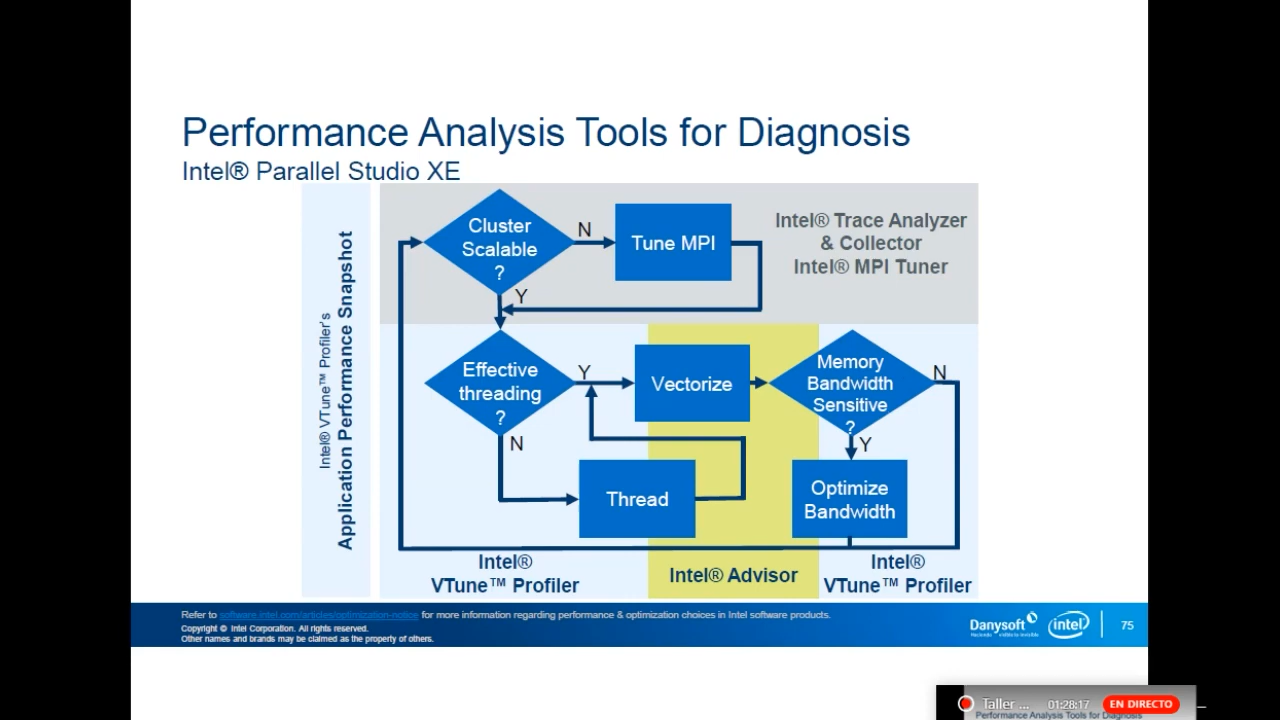 Performance Analysis Tools for Diagnosis
Intel® Parallel Studio XE
Intel® VTune™ Profiler's
Application Performance Snapshot
Cluster
Scalable
?
N
Tune MPI
Intel® Trace Analyzer
& Collector
Intel® MPI Tuner
Y
Effective
threading
?
Y
Vectorize
Memory
Bandwidth
Sensitive
?
N
N
Y
Thread
Optimize
Bandwidth
Intel®
VTune™ Profiler
Intel® Advisor
Intel®
VTune™ Profiler
Refer to software.intel.com/articles/optimization-notice for more information regarding performance & optimization choices in Intel software products.
Copyright © Intel Corporation. All rights reserved.
Other names and brands may be claimed as the property of others.
Danysoft
Haciendo visible lo invisible
intel
75
Taller ...
01:28:17
EN DIRECTO
Performance Analysis Tools for Diagnosis